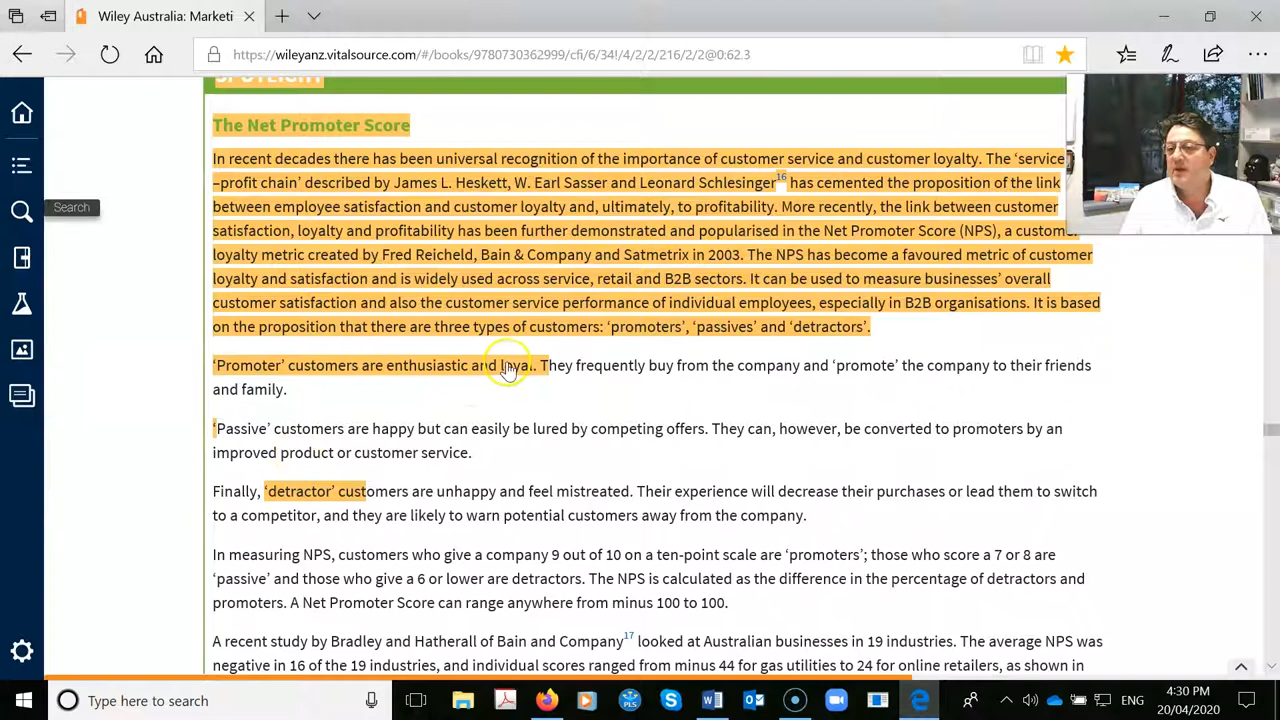 Wiley Australia: Marketi
https://wileyanz.vitalsource.com/#/books/9780730362999/cfi/6/34!/4/2/2/216/2/2@0:62.3
SPOTLIGHT
The Net Promoter Score
In recent decades there has been universal recognition of the importance of customer service and customer loyalty. The ‘service
–profit chain’ described by James L. Heskett, W. Earl Sasser and Leonard Schlesinger16 has cemented the proposition of the link
Search
between employee satisfaction and customer loyalty and, ultimately, to profitability. More recently, the link between customer
satisfaction, loyalty and profitability has been further demonstrated and popularised in the Net Promoter Score (NPS), a customer
loyalty metric created by Fred Reicheld, Bain & Company and Satmetrix in 2003. The NPS has become a favoured metric of customer
loyalty and satisfaction and is widely used across service, retail and B2B sectors. It can be used to measure businesses’ overall
customer satisfaction and also the customer service performance of individual employees, especially in B2B organisations. It is based
on the proposition that there are three types of customers: ‘promoters’, ‘passives’ and ‘detractors’.
‘Promoter’ customers are enthusiastic and loyal. They frequently buy from the company and ‘promote’ the company to their friends
and family.
‘Passive’ customers are happy but can easily be lured by competing offers. They can, however, be converted to promoters by an
improved product or customer service.
Finally, ‘detractor’ customers are unhappy and feel mistreated. Their experience will decrease their purchases or lead them to switch
to a competitor, and they are likely to warn potential customers away from the company.
In measuring NPS, customers who give a company 9 out of 10 on a ten-point scale are ‘promoters’; those who score a 7 or 8 are
‘passive’ and those who give a 6 or lower are detractors. The NPS is calculated as the difference in the percentage of detractors and
promoters. A Net Promoter Score can range anywhere from minus 100 to 100.
A recent study by Bradley and Hatherall of Bain and Company17 looked at Australian businesses in 19 industries. The average NPS was
negative in 16 of the 19 industries, and individual scores ranged from minus 44 for gas utilities to 24 for online retailers, as shown in
Type here to search
PLS
ENG
4:30 PM
20/04/2020